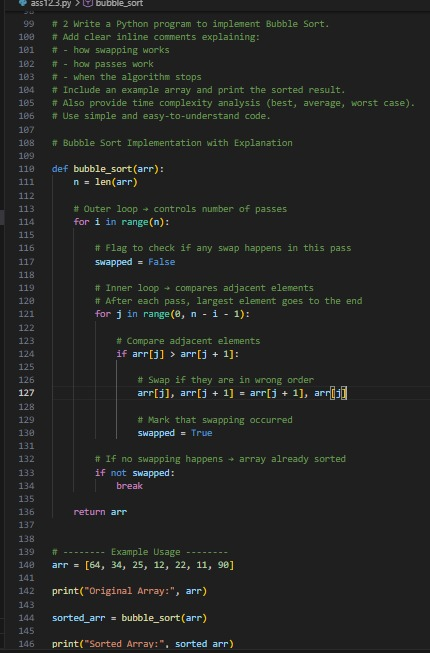 ass12.3.py > bubble_sort
98
99 # 2 Write a Python program to implement Bubble Sort.
100 # Add clear inline comments explaining:
101 # - how swapping works
102 # - how passes work
103 # - when the algorithm stops
104 # Include an example array and print the sorted result.
105 # Also provide time complexity analysis (best, average, worst case).
106 # Use simple and easy-to-understand code.
107
108 # Bubble Sort Implementation with Explanation
109
110 def bubble_sort(arr):
111     n = len(arr)
112
113     # Outer loop → controls number of passes
114     for i in range(n):
115
116         # Flag to check if any swap happens in this pass
117         swapped = False
118
119         # Inner loop → compares adjacent elements
120         # After each pass, largest element goes to the end
121         for j in range(0, n - i - 1):
122
123             # Compare adjacent elements
124             if arr[j] > arr[j + 1]:
125
126                 # Swap if they are in wrong order
127                 arr[j], arr[j + 1] = arr[j + 1], arr[j]
128
129                 # Mark that swapping occurred
130                 swapped = True
131
132         # If no swapping happens → array already sorted
133         if not swapped:
134             break
135
136     return arr
137
138
139 # -------- Example Usage --------
140 arr = [64, 34, 25, 12, 22, 11, 90]
141
142 print("Original Array:", arr)
143
144 sorted_arr = bubble_sort(arr)
145
146 print("Sorted Array:", sorted_arr)